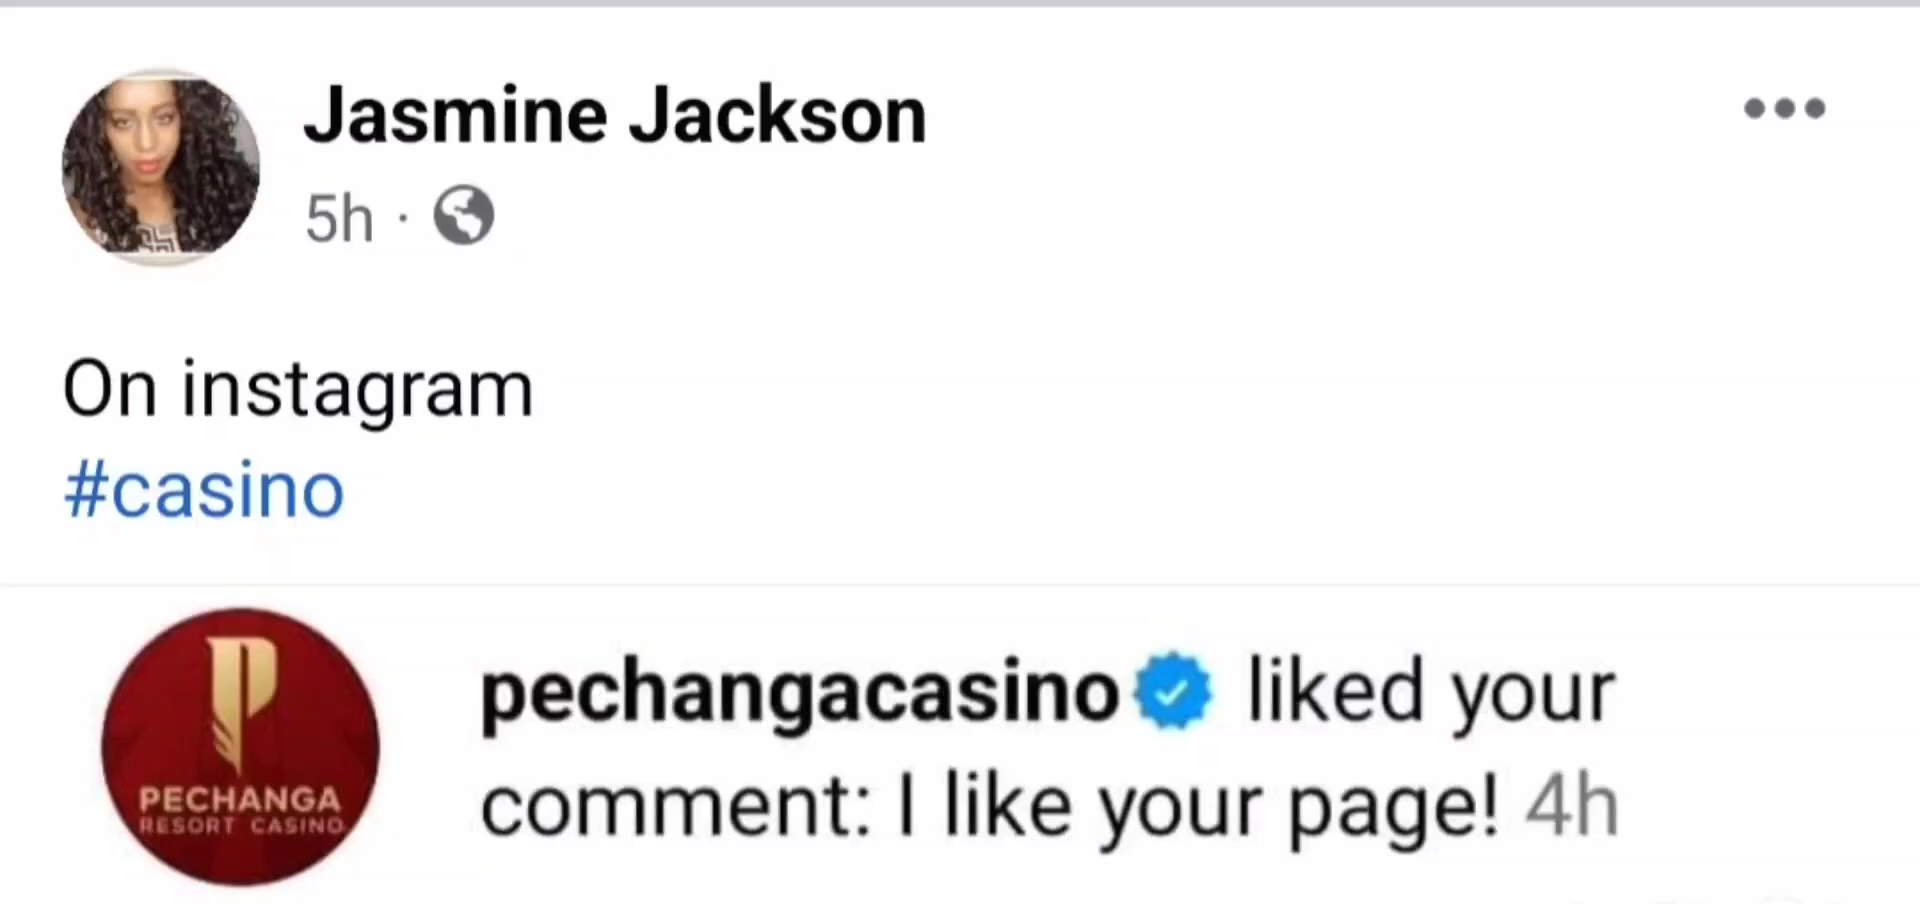 Jasmine Jackson
5h ·
On instagram
#casino
PECHANGA
RESORT CASINO
pechangacasino liked your
comment: I like your page! 4h